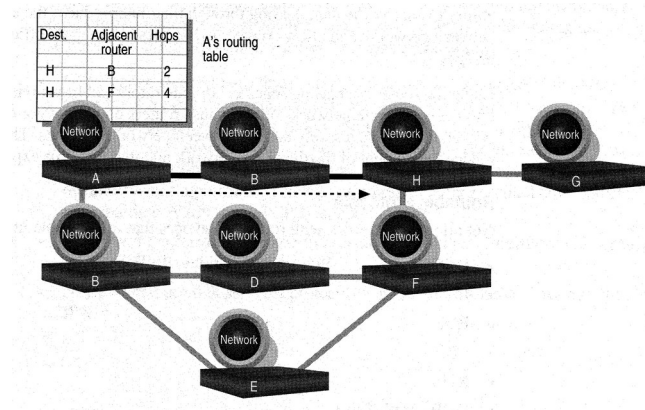 Dest. Adjacent router Hops
H B 2
H F 4
A's routing table
Network
Network
Network
Network
A
B
H
G
Network
Network
Network
B
D
F
Network
E